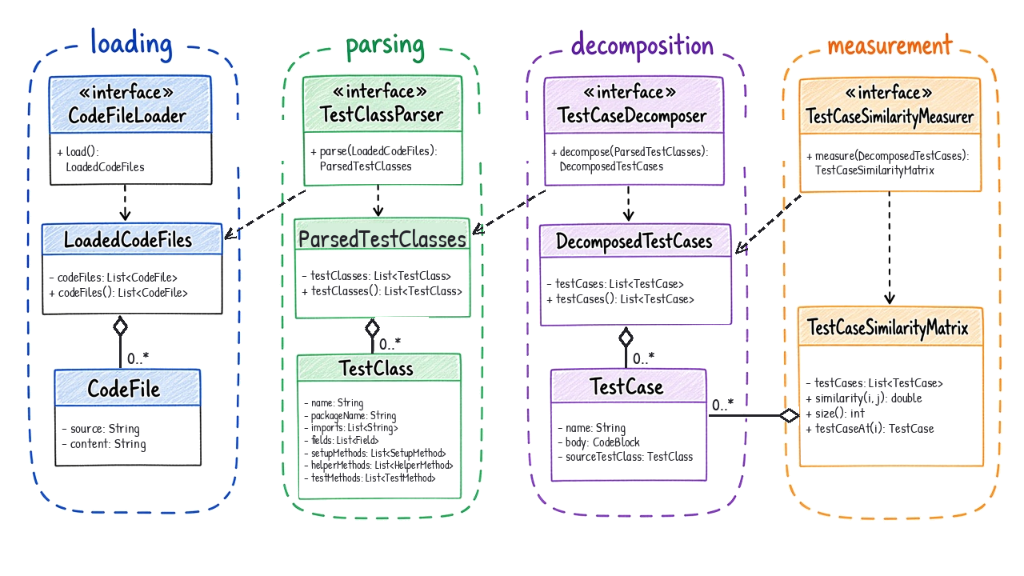 loading
«interface»
CodeFileLoader
+ load():
LoadedCodeFiles
LoadedCodeFiles
- codeFiles: List<CodeFile>
+ codeFiles(): List<CodeFile>
0..*
CodeFile
- source: String
- content: String
parsing
«interface»
TestClassParser
+ parse(LoadedCodeFiles):
ParsedTestClasses
ParsedTestClasses
- testClasses: List<TestClass>
+ testClasses(): List<TestClass>
0..*
TestClass
- name: String
- packageName: String
- imports: List<String>
- fields: List<Field>
- setupMethods: List<SetupMethod>
- helperMethods: List<HelperMethod>
- testMethods: List<TestMethod>
decomposition
«interface»
TestCaseDecomposer
+ decompose(ParsedTestClasses):
DecomposedTestCases
DecomposedTestCases
- testCases: List<TestCase>
+ testCases(): List<TestCase>
0..*
TestCase
- name: String
- body: CodeBlock
- sourceTestClass: TestClass
0..*
measurement
«interface»
TestCaseSimilarityMeasurer
+ measure(DecomposedTestCases):
TestCaseSimilarityMatrix
TestCaseSimilarityMatrix
- testCases: List<TestCase>
+ similarity(i,j): double
+ size(): int
+ testCaseAt(i): TestCase